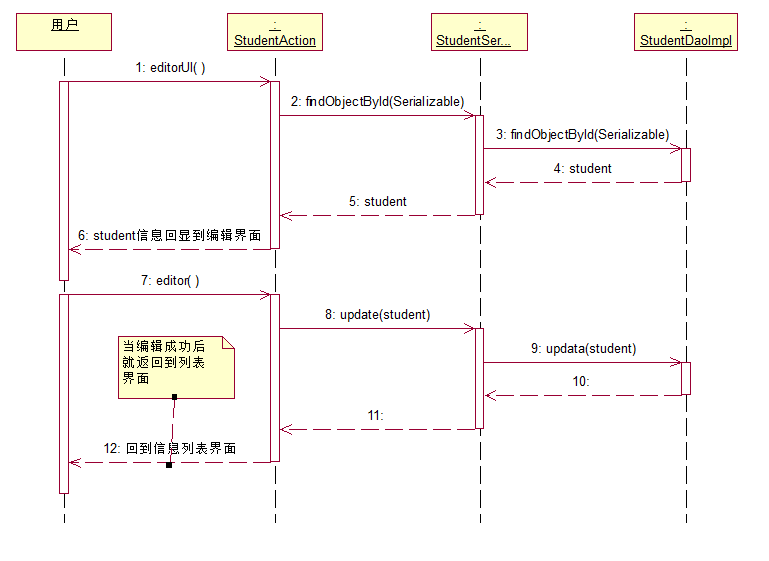 用户
:
StudentAction
:
StudentSer...
:
StudentDaoImpl
1: editorUI( )
2: findObjectById(Serializable)
3: findObjectById(Serializable)
4: student
5: student
6: student信息回显到编辑界面
7: editor( )
8: update(student)
当编辑成功后
就返回到列表
界面
9: updata(student)
10:
11:
12: 回到信息列表界面